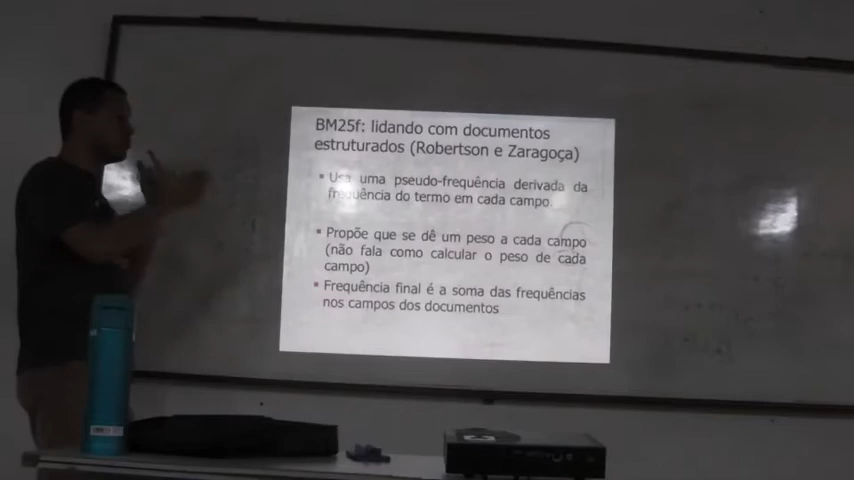 BM25f: lidando com documentos
estruturados (Robertson e Zaragoça)
Usa uma pseudo-frequência derivada da
frequência do termo em cada campo.
Propõe que se dê um peso a cada campo
(não fala como calcular o peso de cada
campo)
Frequência final é a soma das frequências
nos campos dos documentos